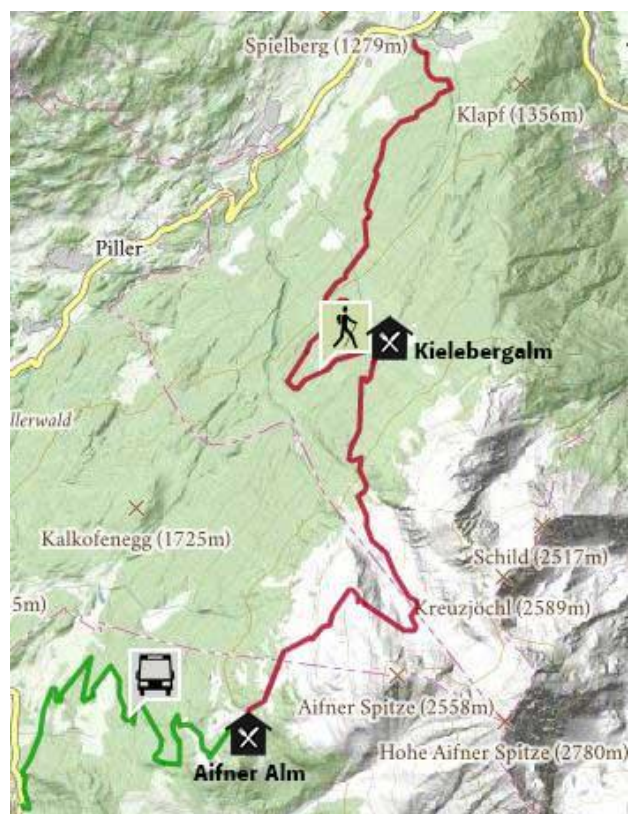 Spielberg (1279m)
Klapf (1356m)
Piller
Kielebergalm
llerwald
Kalkofenegg (1725m)
Schild (2517m)
5m)
Kreuzjöchl (2589m)
Aifner Spitze (2558m)
Hohe Aifner Spitze (2780m)
Aifner Alm